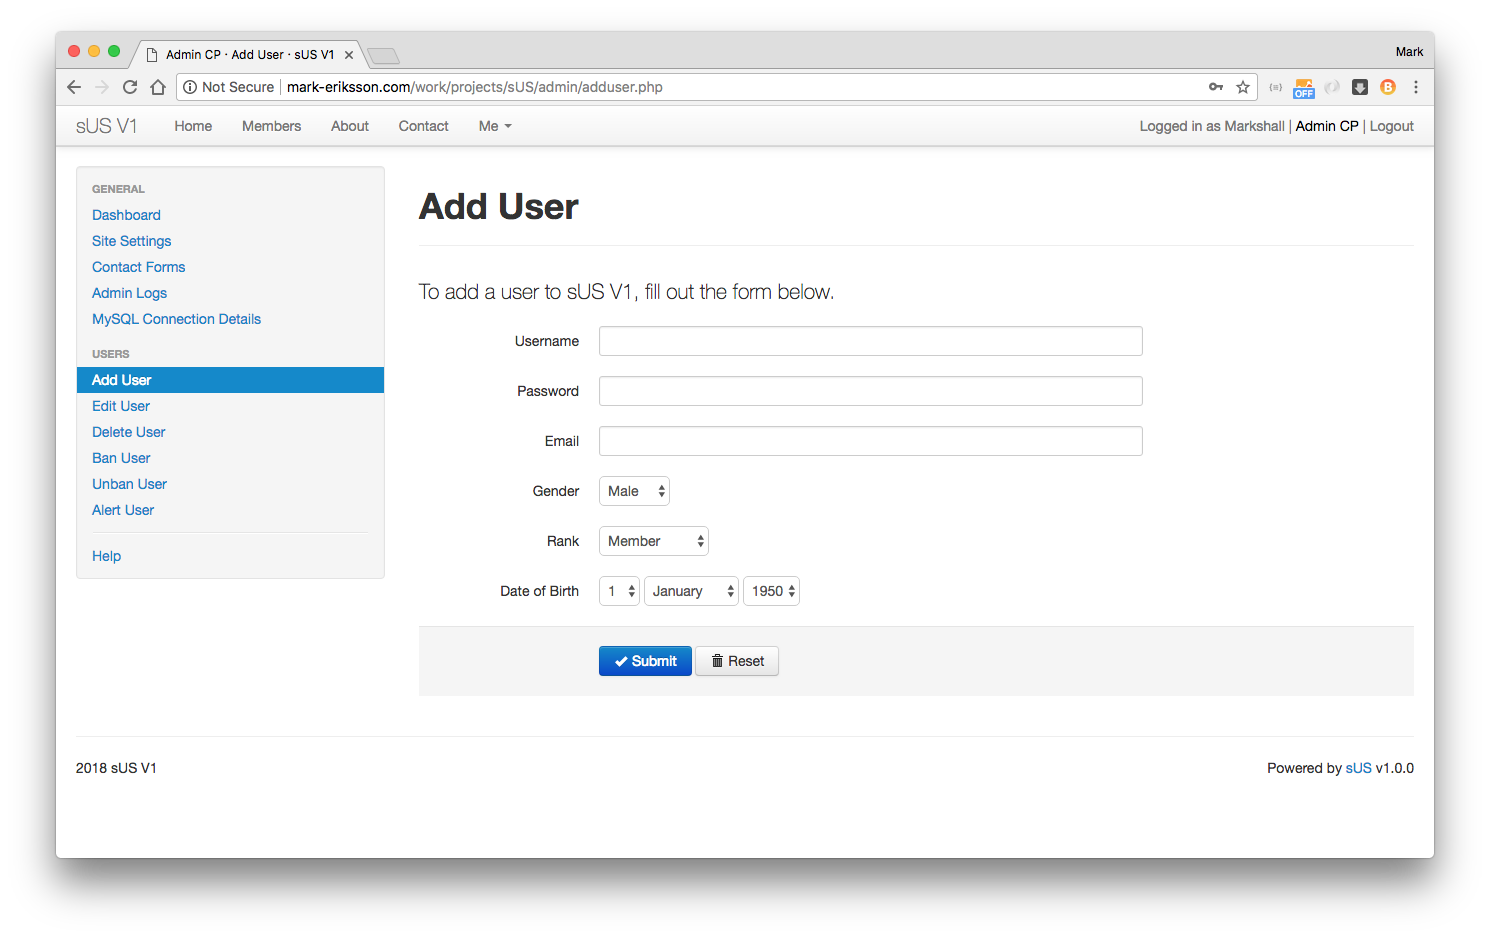 Admin CP · Add User · sUS V1
Mark
Not Secure
mark-eriksson.com/work/projects/sUS/admin/adduser.php
OFF
B
sUS V1 Home Members About Contact Me
Logged in as Markshall | Admin CP | Logout
GENERAL
Dashboard
Site Settings
Contact Forms
Admin Logs
MySQL Connection Details
USERS
Add User
Edit User
Delete User
Ban User
Unban User
Alert User
Help
Add User
To add a user to sUS V1, fill out the form below.
Username
Password
Email
Gender Male
Rank Member
Date of Birth 1 January 1950
Submit Reset
2018 sUS V1
Powered by sUS v1.0.0